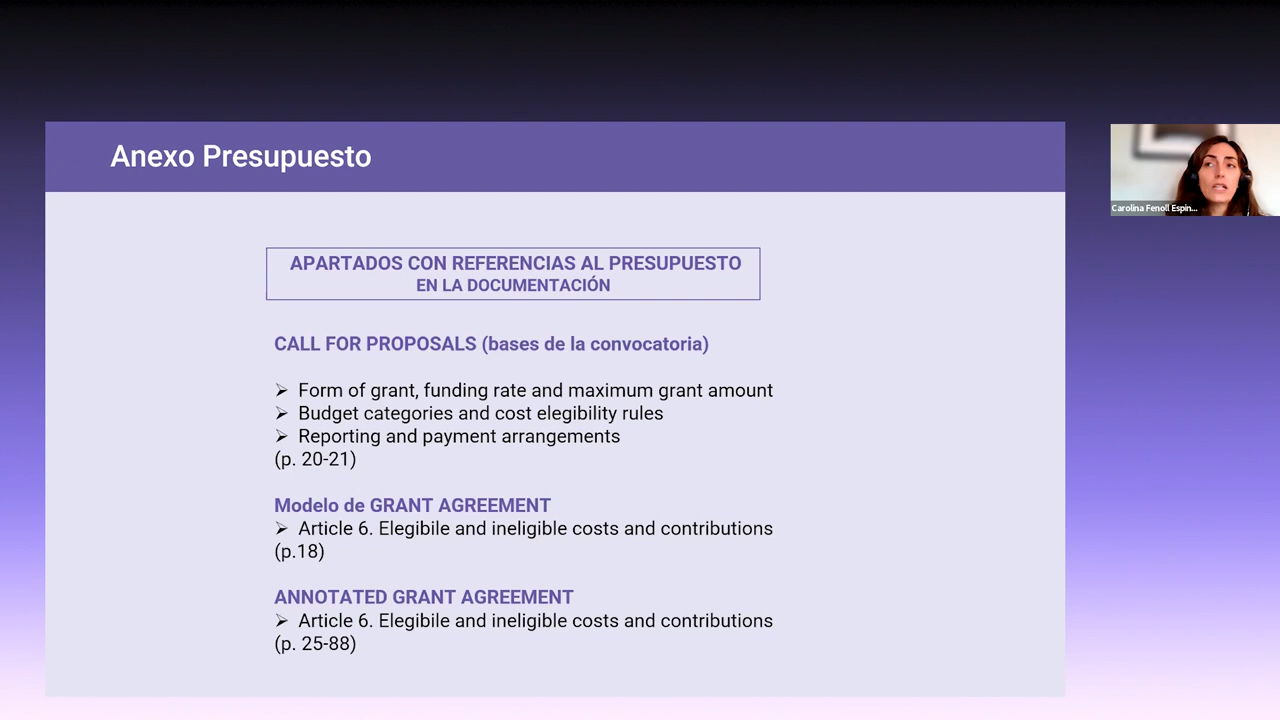 Anexo Presupuesto
APARTADOS CON REFERENCIAS AL PRESUPUESTO
EN LA DOCUMENTACIÓN
CALL FOR PROPOSALS (bases de la convocatoria)
➢ Form of grant, funding rate and maximum grant amount
➢ Budget categories and cost elegibility rules
➢ Reporting and payment arrangements
(p. 20-21)
Modelo de GRANT AGREEMENT
➢ Article 6. Elegibile and ineligible costs and contributions
(p.18)
ANNOTATED GRANT AGREEMENT
➢ Article 6. Elegibile and ineligible costs and contributions
(p. 25-88)
Carolina Fenoll Espin...